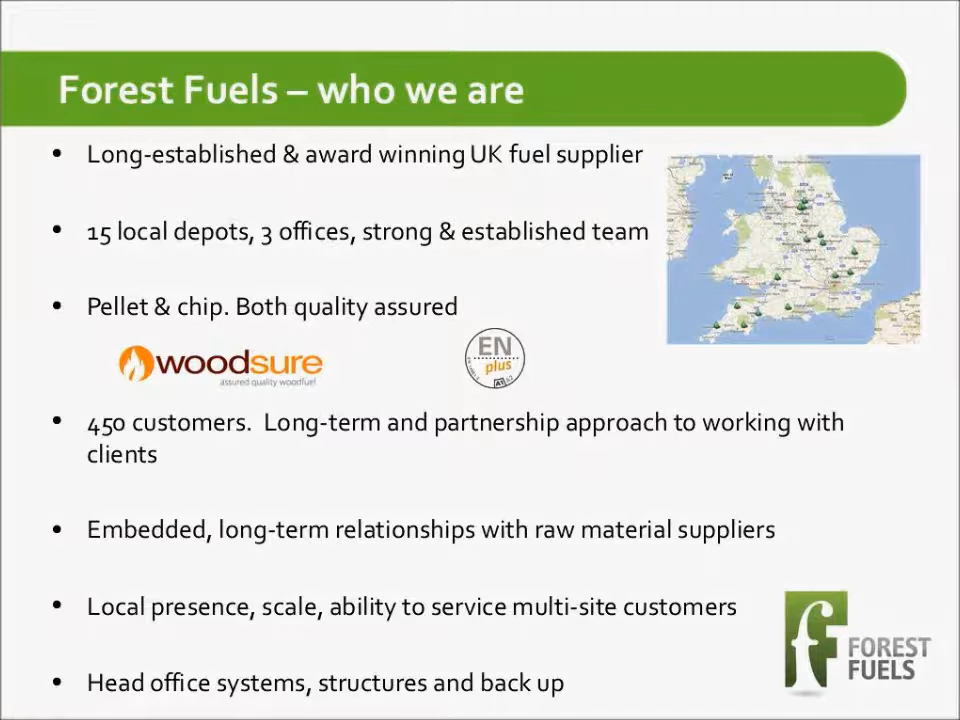 Forest Fuels – who we are
• Long-established & award winning UK fuel supplier
• 15 local depots, 3 offices, strong & established team
• Pellet & chip. Both quality assured
woodsure
assured quality woodfuel
EN
plus
A1
A2
• 450 customers.  Long-term and partnership approach to working with
clients
• Embedded, long-term relationships with raw material suppliers
• Local presence, scale, ability to service multi-site customers
• Head office systems, structures and back up
f
FOREST
FUELS